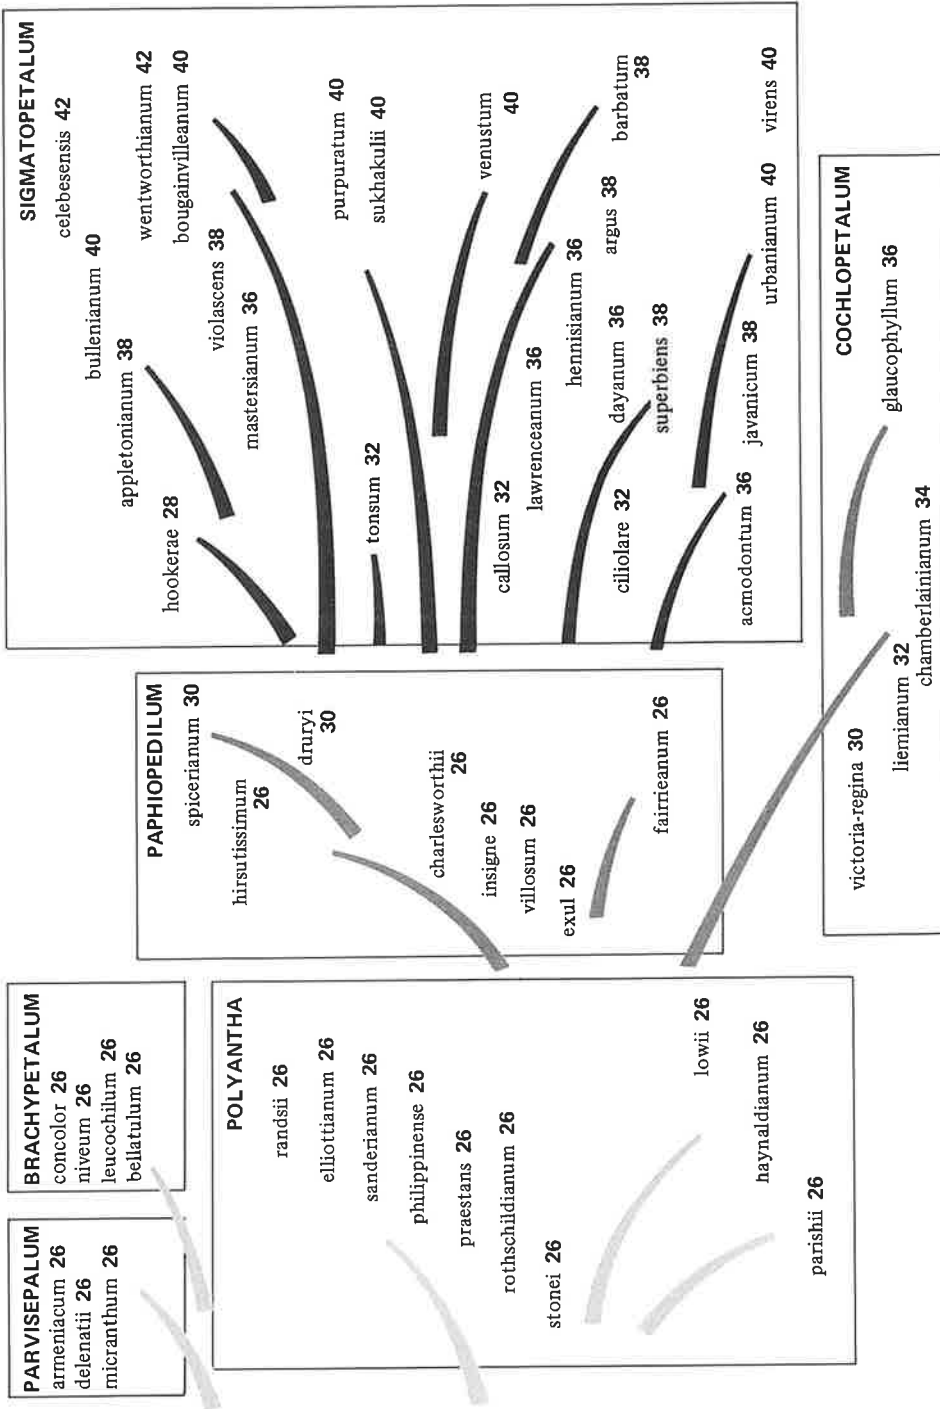 PARVISEPALUM
armeniacum 26
delenatii 26
micranthum 26
BRACHYPETALUM
concolor 26
niveum 26
leucochilum 26
bellatulum 26
POLYANTHA
randsii 26
elliottianum 26
sanderianum 26
philippinense 26
praestans 26
rothschildianum 26
stonei 26
lowii 26
haynaldianum 26
parishii 26
PAPHIOPEDILUM
spicerianum 30
hirsutissimum
26
druryi
30
charlesworthii
26
insigne 26
villosum 26
exul 26
fairrieanum 26
SIGMATOPETALUM
celebesensis 42
bullenianum 40
appletonianum 38
wentworthianum 42
bougainvilleanum 40
hookerae 28
violascens 38
mastersianum 36
purpuratum 40
sukhakulii 40
tonsum 32
venustum
40
callosum 32
lawrenceanum 36
hennisianum 36
argus 38
barbatum
38
ciliolare 32
dayanum 36
superbiens 38
acmodontum 36
javanicum 38
urbanianum 40
virens 40
COCHLOPETALUM
victoria-regina 30
glaucophyllum 36
liemianum 32
chamberlainianum 34